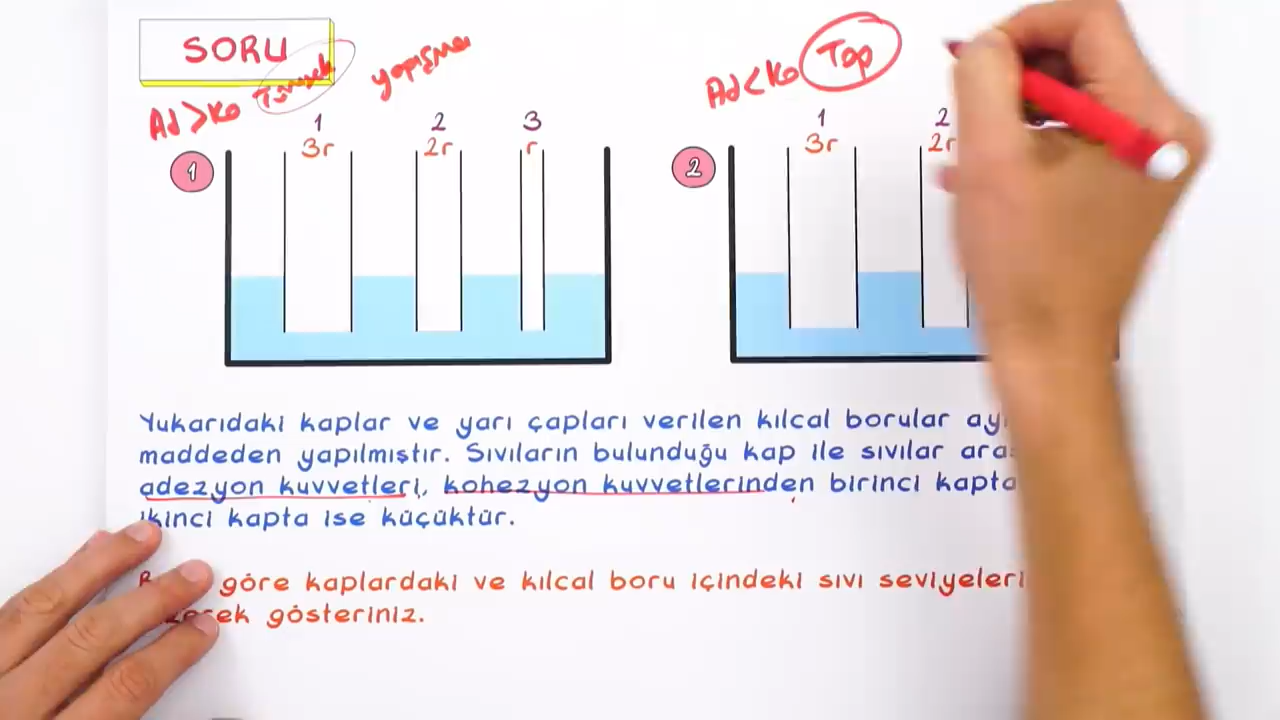 SORU
Ad>Ko
yapışma
1 2 3
3r 2r r
1
Ad<Ko Top
1 2
3r 2r
2
Yukarıdaki kaplar ve yarı çapları verilen kılcal borular ay
maddeden yapılmıştır. Sıvıların bulunduğu kap ile sıvılar ara
adezyon kuvvetleri, kohezyon kuvvetlerinden birinci kapta
ikinci kapta ise küçüktür.
göre kaplardaki ve kılcal boru içindeki sıvı seviyeleri
gösteriniz.